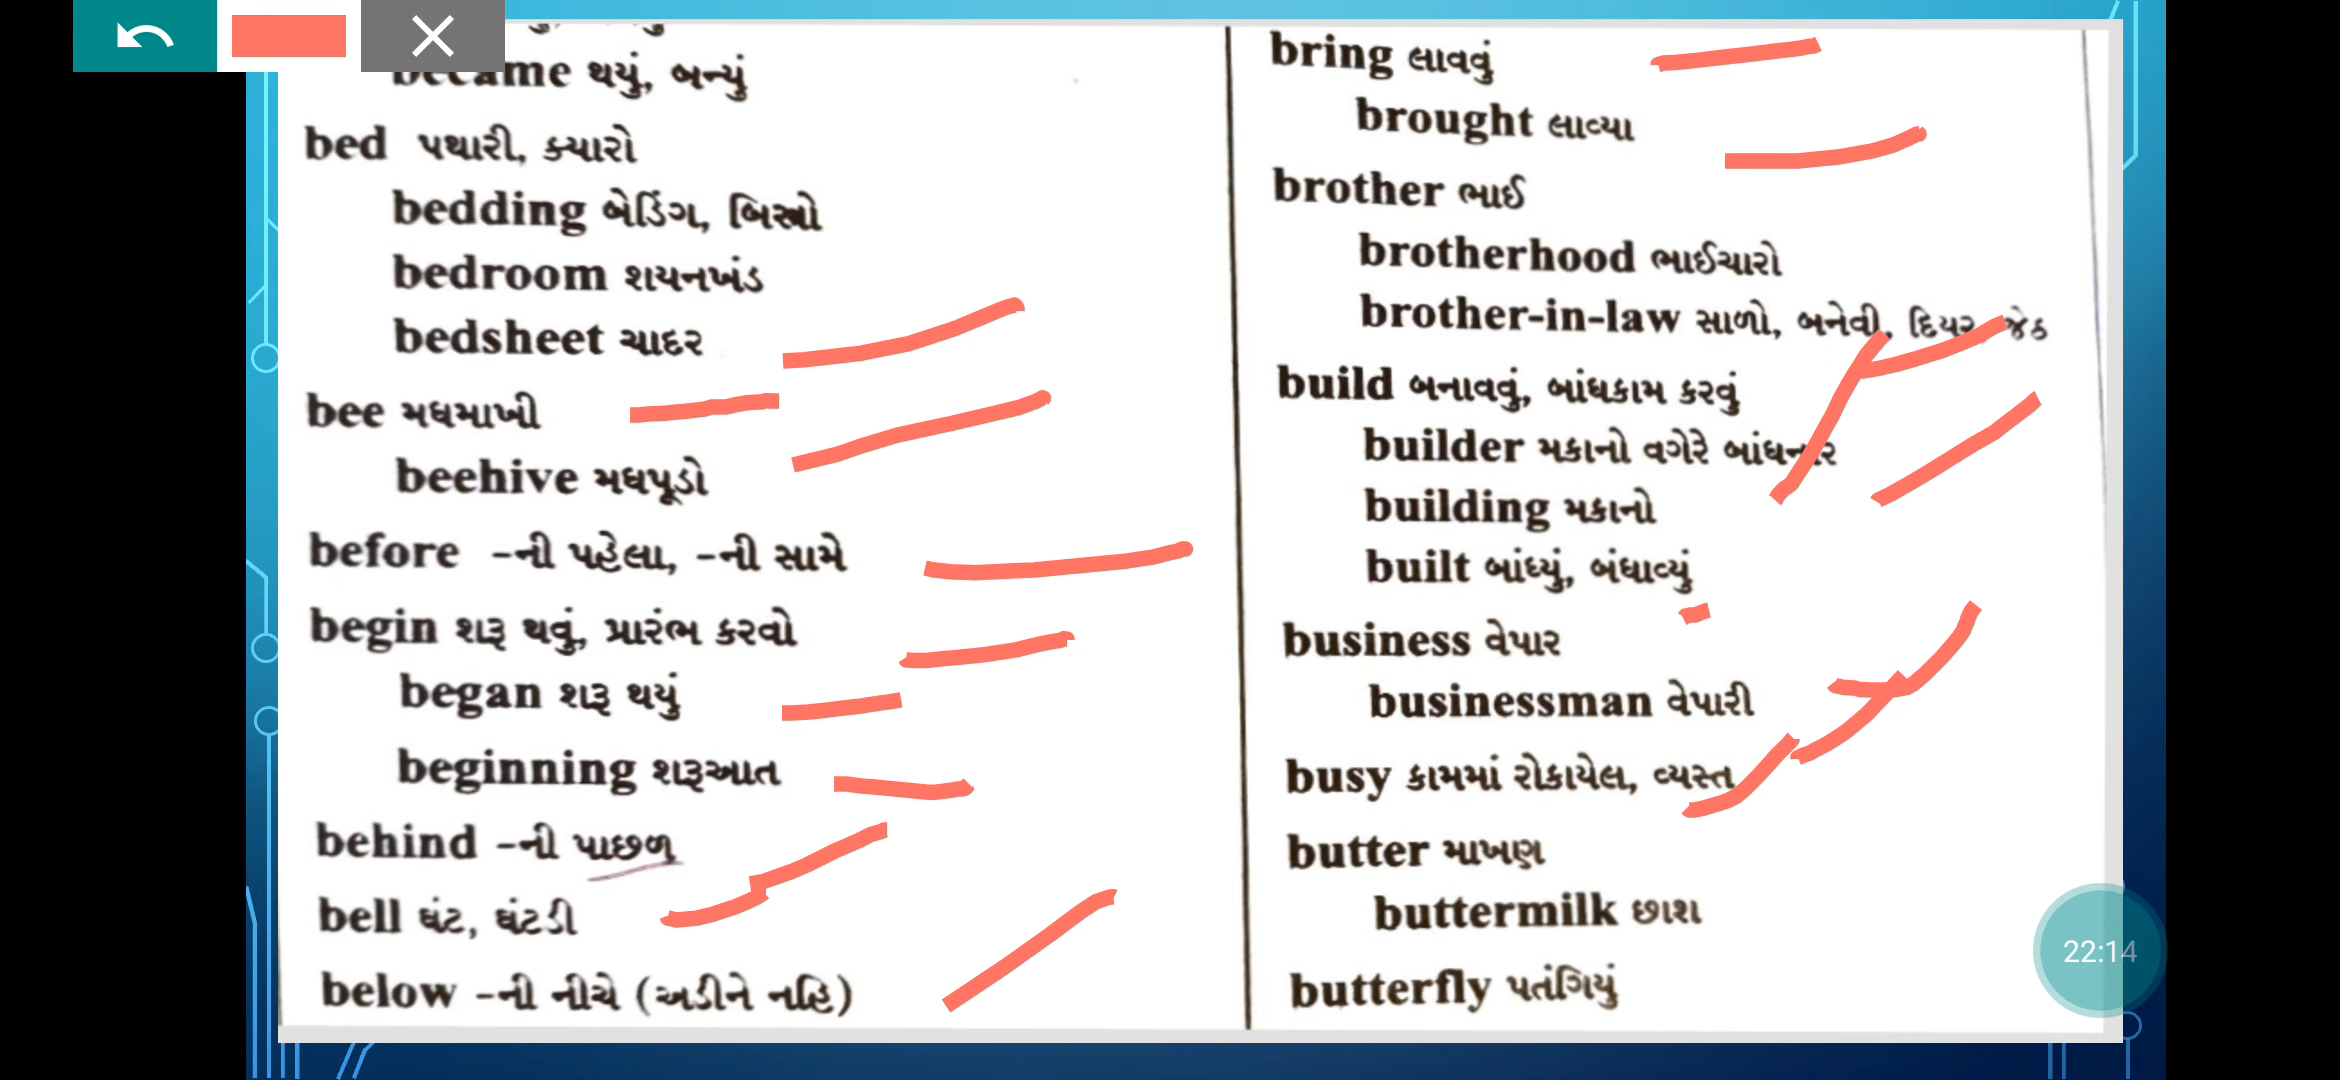 became થયું, બન્યું
bed પથારી, ક્યારો
bedding બેડિંગ, બિસ્ત્રો
bedroom શયનખંડ
bedsheet ચાદર
bee મધમાખી
beehive મધપૂડો
before -ની પહેલા, -ની સામે
begin શરૂ થવું, પ્રારંભ કરવો
began શરૂ થયું
beginning શરૂઆત
behind -ની પાછળ
bell ઘંટ, ઘંટડી
below -ની નીચે (અડીને નહિ)
bring લાવવું
brought લાવ્યા
brother ભાઈ
brotherhood ભાઈચારો
brother-in-law સાળો, બનેવી, દિયર, જેઠ
build બનાવવું, બાંધકામ કરવું
builder મકાનો વગેરે બાંધનાર
building મકાનો
built બાંધ્યું, બંધાવ્યું
business વેપાર
businessman વેપારી
busy કામમાં રોકાયેલ, વ્યસ્ત
butter માખણ
buttermilk છાશ
butterfly પતંગિયું
22:14